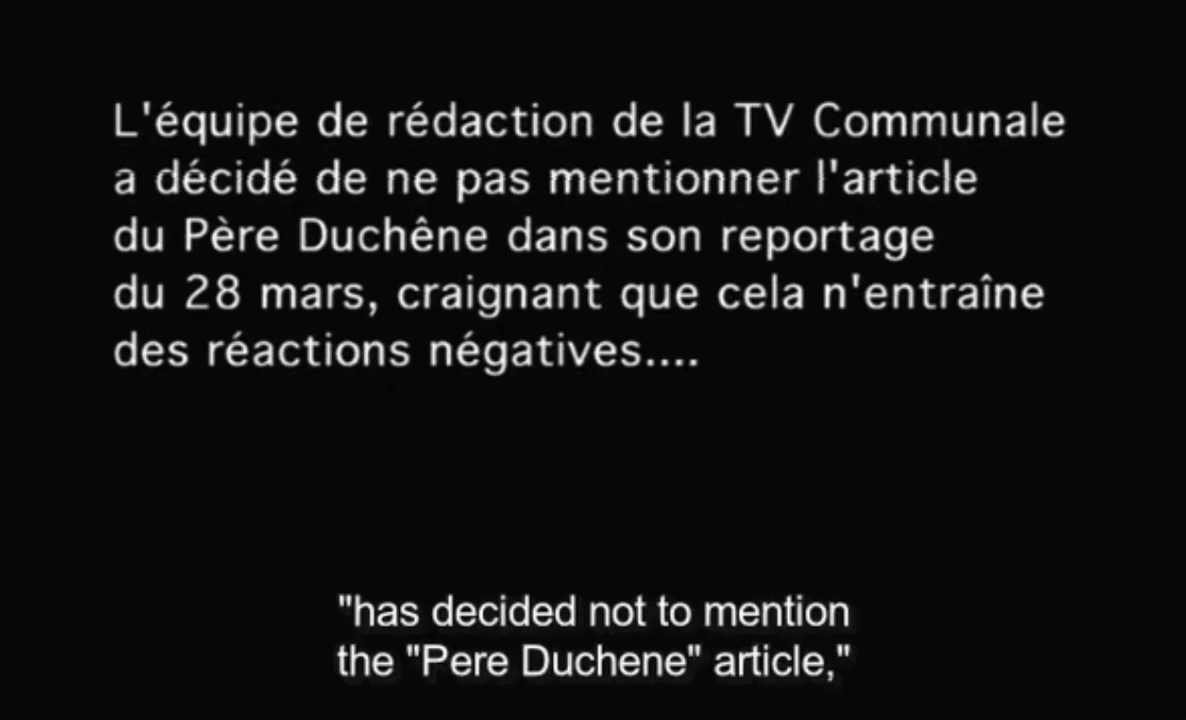 L'équipe de rédaction de la TV Communale
a décidé de ne pas mentionner l'article
du Père Duchêne dans son reportage
du 28 mars, craignant que cela n'entraîne
des réactions négatives....
"has decided not to mention
the "Pere Duchene" article,"